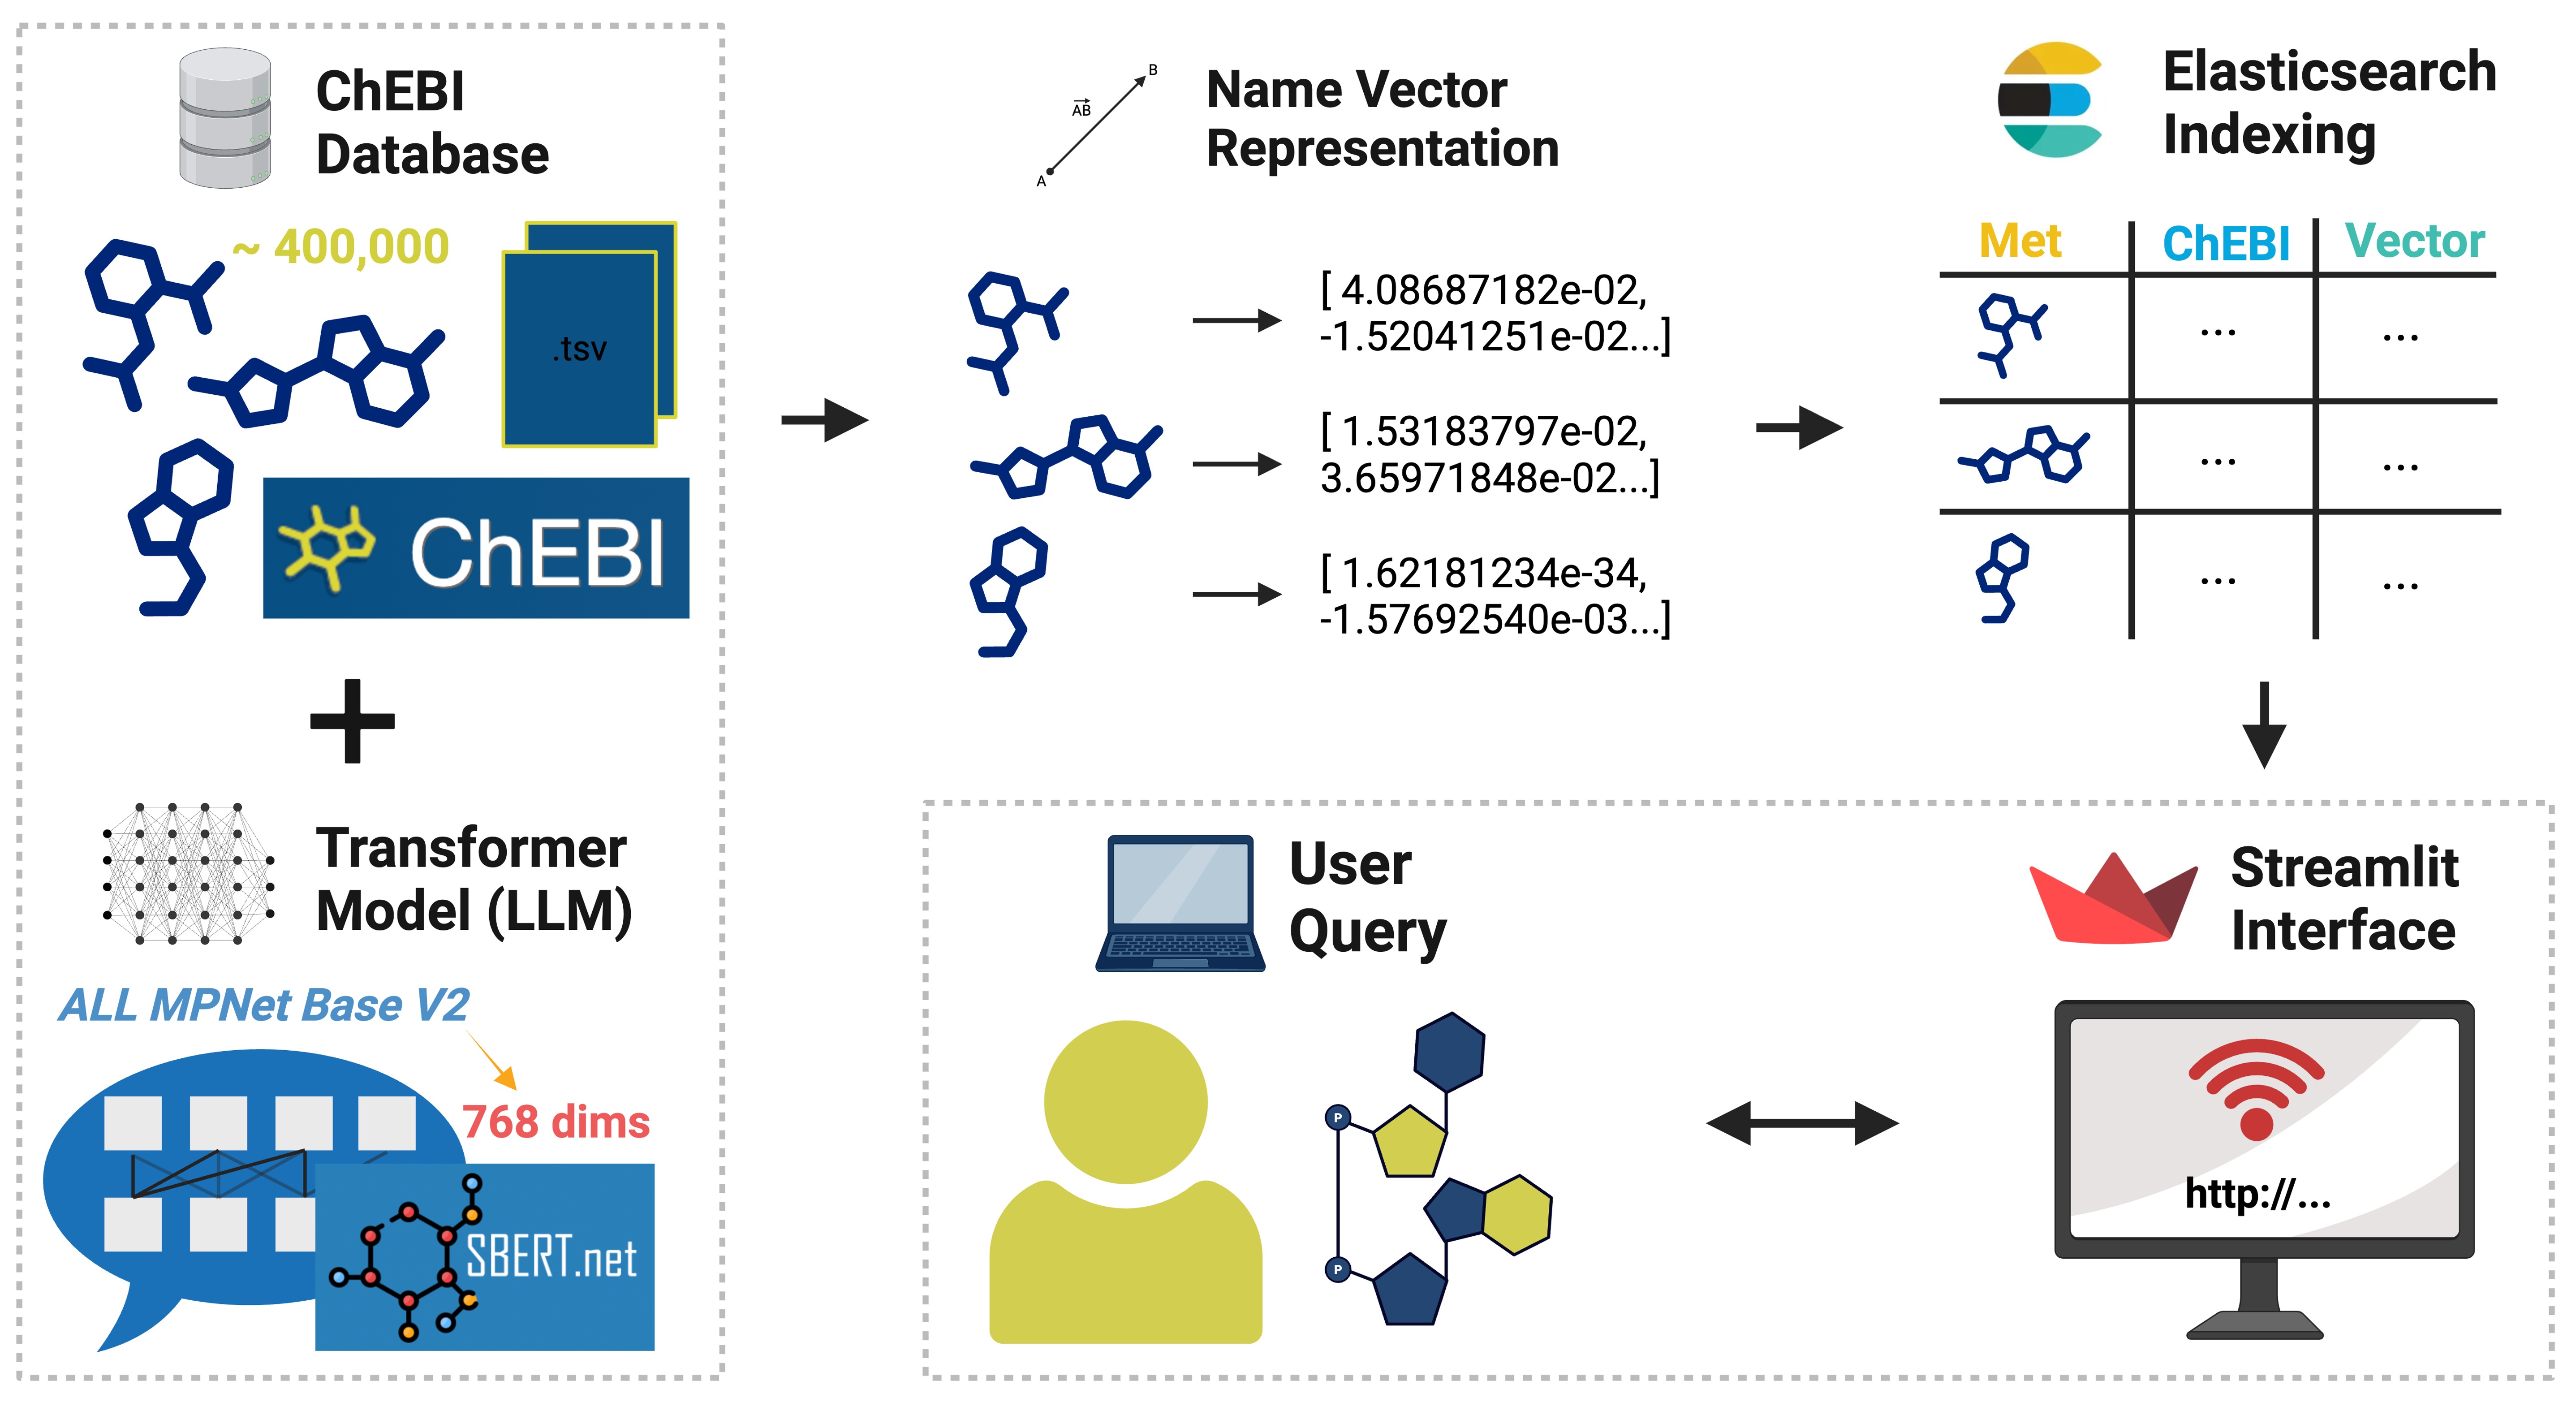 ChEBI
Database
~ 400,000
.tsv
ChEBI
+
Transformer
Model (LLM)
ALL MPNet Base V2
768 dims
SBERT.net
B
AB
A
Name Vector
Representation
[ 4.08687182e-02,
-1.52041251e-02...]
[ 1.53183797e-02,
3.65971848e-02...]
[ 1.62181234e-34,
-1.57692540e-03...]
Elasticsearch
Indexing
Met ChEBI Vector
... ...
... ...
... ...
User
Query
P
P
Streamlit
Interface
http://...